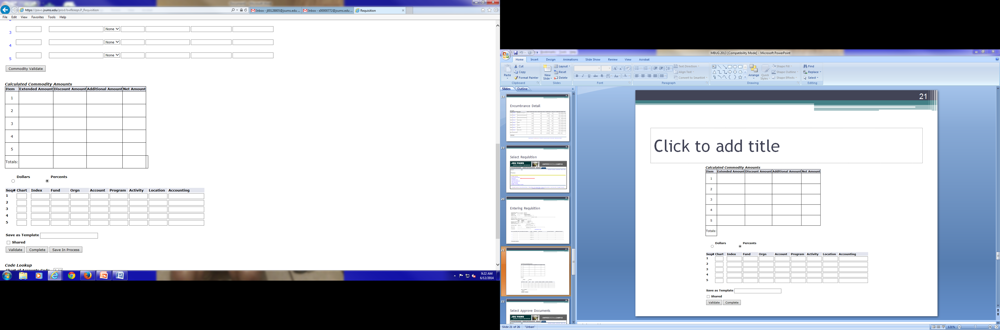 https://paws.jsums.edu/prod/bwfkreqn.P_Requisition
Inbox - j00128805@jsums.edu ...
Inbox - s00000772@jsums.edu ...
Requisition
File Edit View Favorites Tools Help
3 None
4 None
5 None
Commodity Validate
Calculated Commodity Amounts
Item Extended Amount Discount Amount Additional Amount Net Amount
1
2
3
4
5
Totals:
Dollars Percents
Seq# Chart Index Fund Orgn Account Program Activity Location Accounting
1
2
3
4
5
Save as Template
Shared
Validate Complete Save In Process
Code Lookup
Chart of Accounts Code
9:22 AM
6/12/2014
MBUG 2013 [Compatibility Mode] - Microsoft PowerPoint
Home Insert Design Animations Slide Show Review View Acrobat
Paste
Cut
Copy
Format Painter
Clipboard
New Slide
Layout
Reset
Delete
Slides
Font
Text Direction
Align Text
Convert to SmartArt
Paragraph
Arrange
Quick Styles
Shape Fill
Shape Outline
Shape Effects
Drawing
Find
Replace
Select
Editing
Slides Outline
18
Encumbrance Detail
19
Select Requisition
JSU PAWS
UNIFIEDDIGITALCAMPUS
20
Entering Requisition
21
22
Select Approve Documents
JSU PAWS
UNIFIEDDIGITALCAMPUS
21
Click to add title
Calculated Commodity Amounts
Item Extended Amount Discount Amount Additional Amount Net Amount
1
2
3
4
5
Totals:
Dollars Percents
Seq# Chart Index Fund Orgn Account Program Activity Location Accounting
1
2
3
4
5
Save as Template
Shared
Validate Complete
Slide 21 of 26 "Urban" 121%